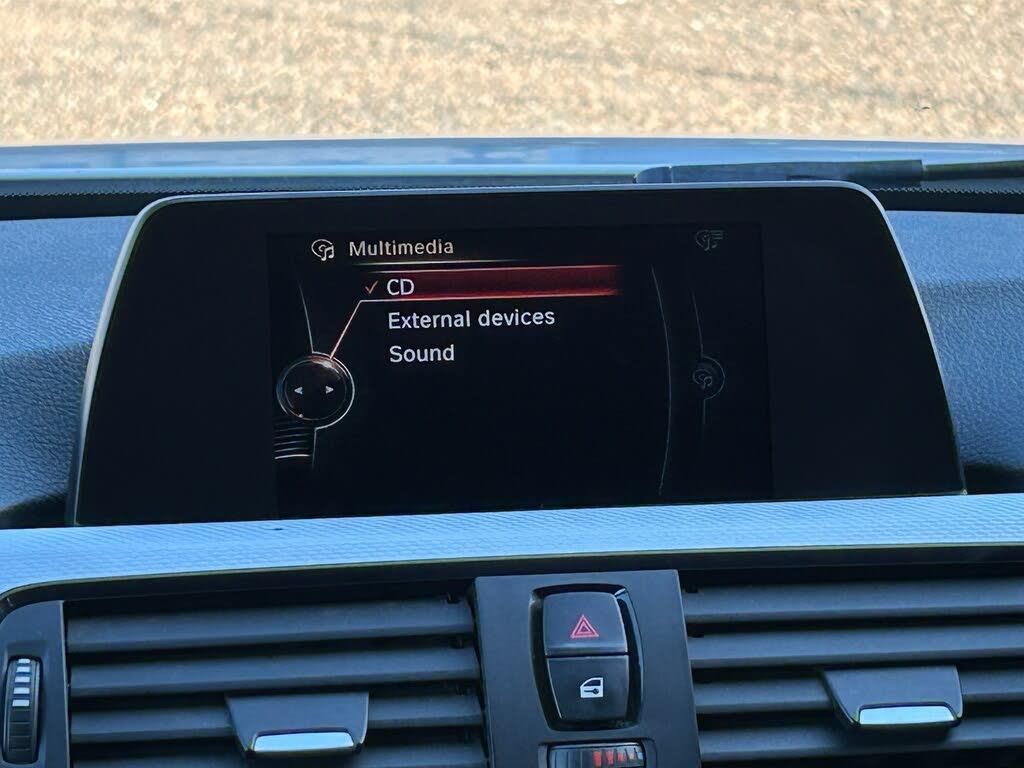 Multimedia
CD
External devices
Sound